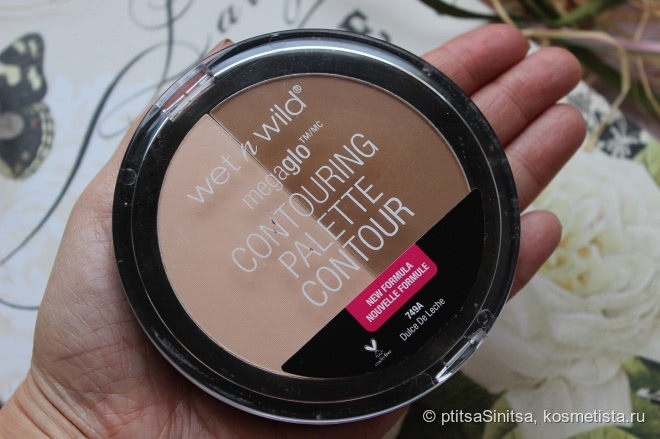 wet n wild®
megaglo™/MC
CONTOURING
PALETTE
CONTOUR
NEW FORMULA
NOUVELLE FORMULE
749A
Dulce De Leche
© ptitsaSinitsa, kosmetista.ru